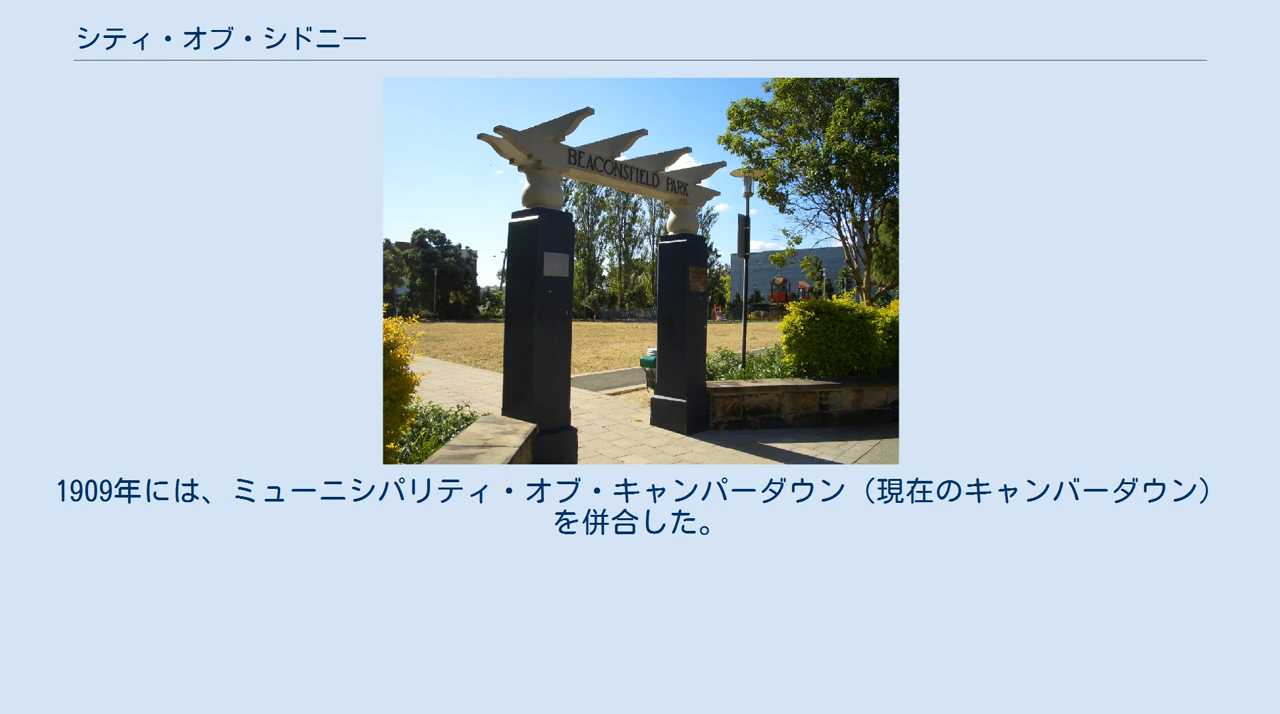 シティ・オブ・シドニー
BEACONSFIELD PARK
1909年には、ミューニシパリティ・オブ・キャンパーダウン（現在のキャンバーダウン）
を併合した。